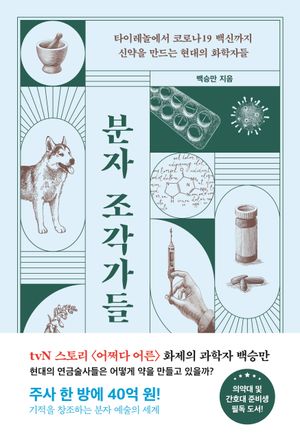 타이레놀에서 코로나19 백신까지
신약을 만드는 현대의 화학자들
백승만 지음
분자 조각가들
tvN 스토리 〈어쩌다 어른〉 화제의 과학자 백승만
현대의 연금술사들은 어떻게 약을 만들고 있을까?
주사 한 방에 40억 원!
기적을 창조하는 분자 예술의 세계
의약대 및
간호대 준비생
필독 도서!